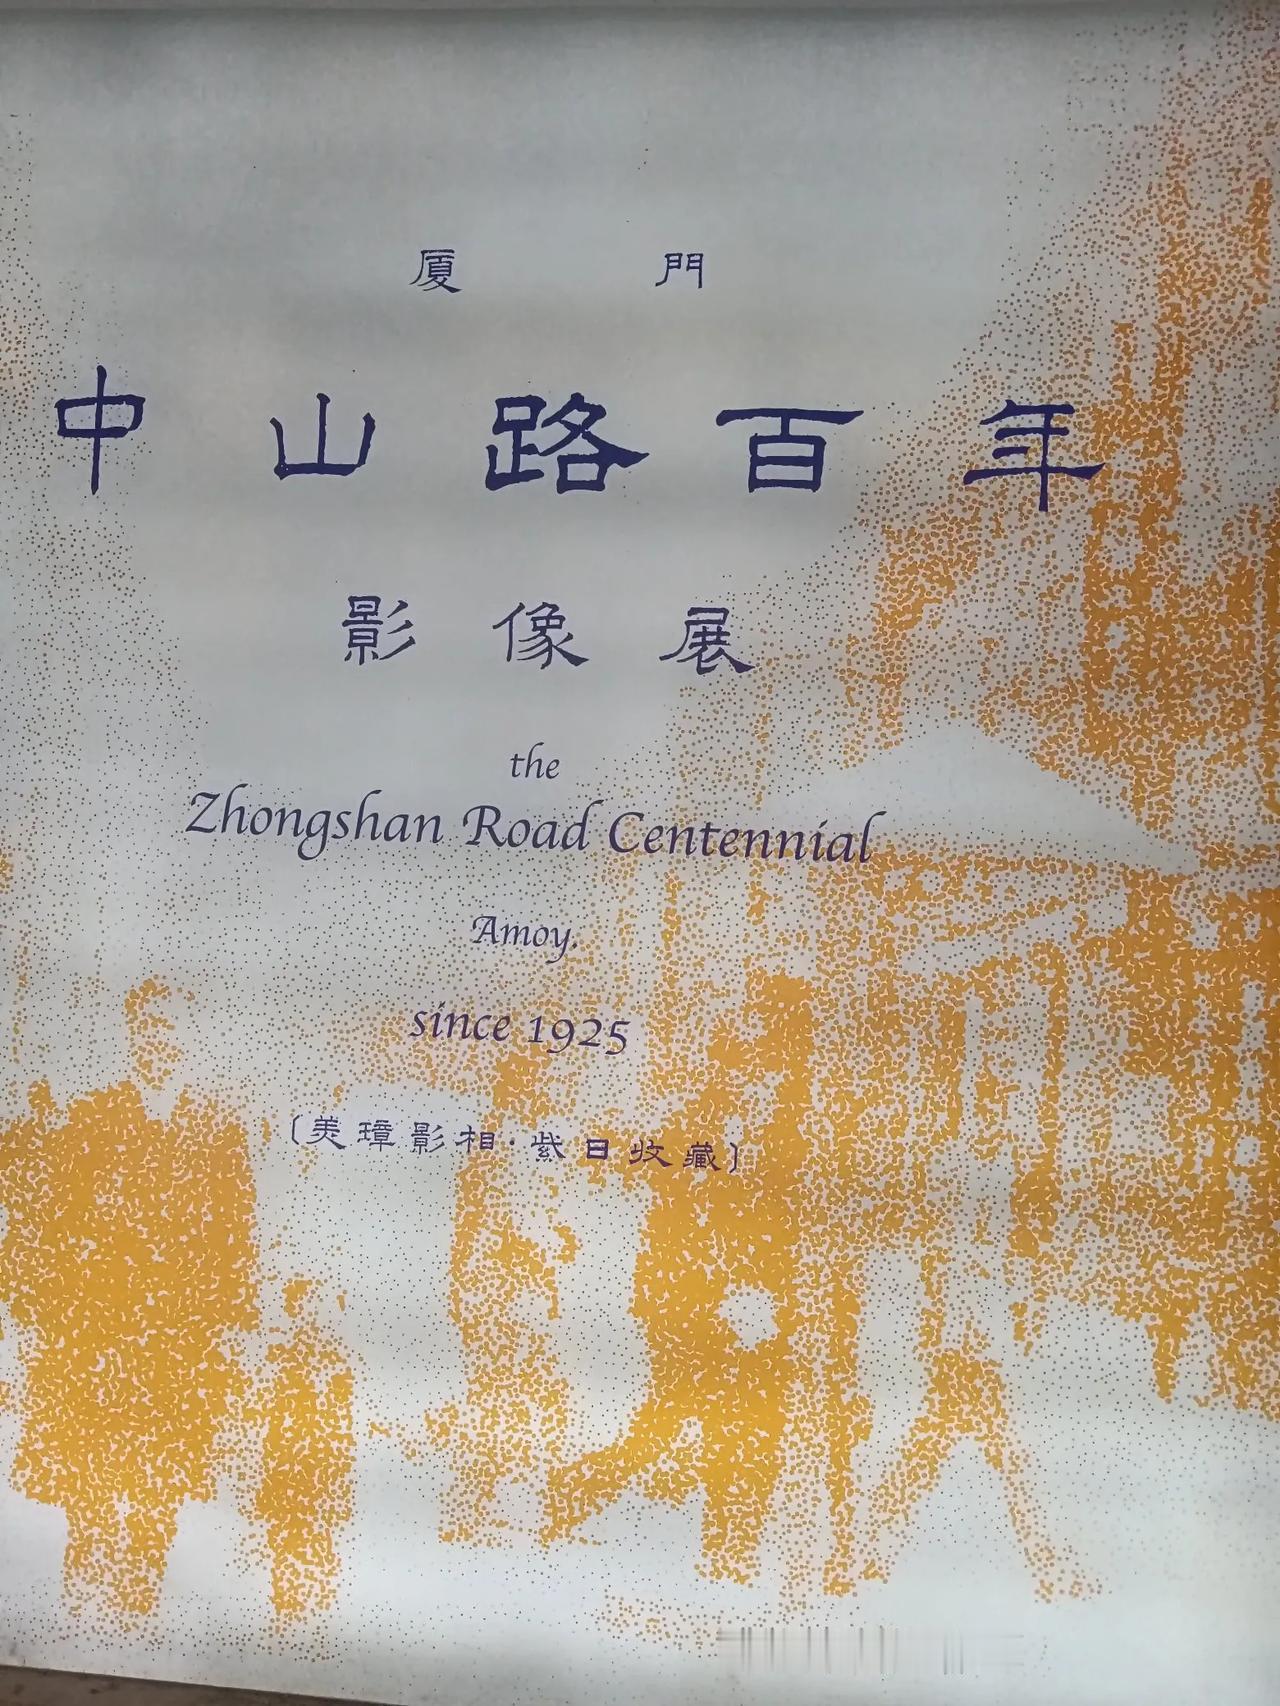 厦門
中山路百年
影像展
the
Zhongshan Road Centennial
Amoy.
since 1925
〔美璋影相·紫日收藏〕